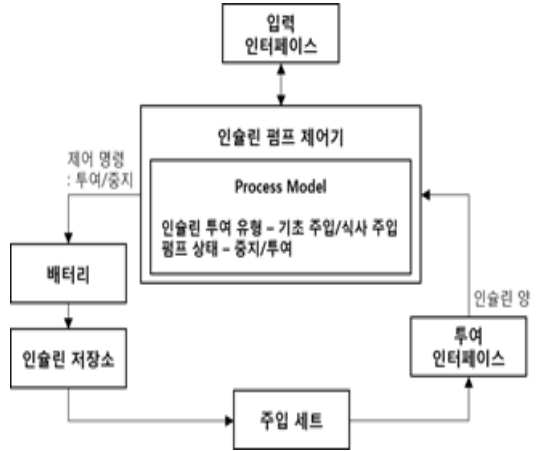 입력
인터페이스
인슐린 펌프 제어기
제어 명령
: 투여/중지
Process Model
인슐린 투여 유형 – 기초 주입/식사 주입
펌프 상태 – 중지/투여
배터리
인슐린 양
인슐린 저장소
투여
인터페이스
주입 세트